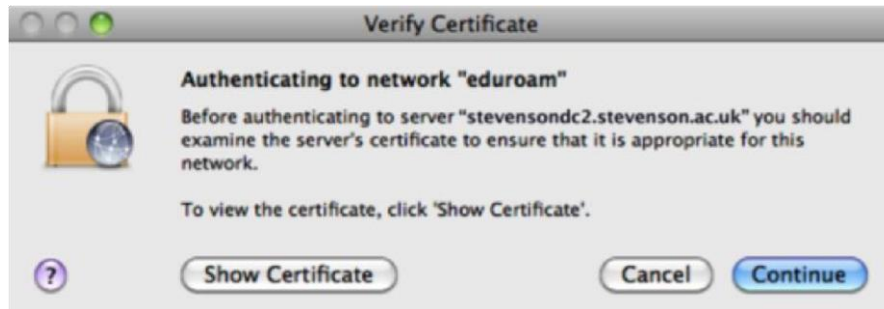 Verify Certificate
Authenticating to network "eduroam"
Before authenticating to server "stevensondc2.stevenson.ac.uk" you should
examine the server's certificate to ensure that it is appropriate for this
network.
To view the certificate, click 'Show Certificate'.
?
Show Certificate
Cancel
Continue